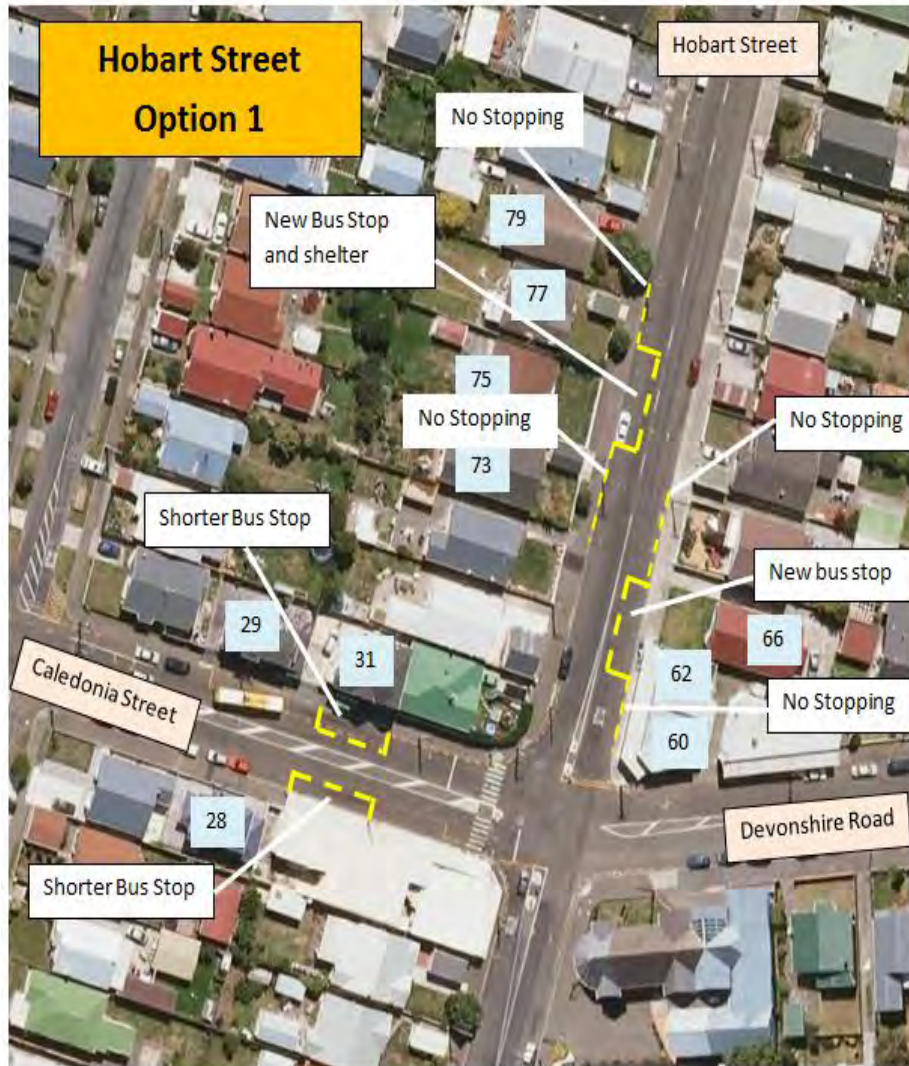 Hobart Street
Option 1
Hobart Street
No Stopping
New Bus Stop
and shelter
79
77
75
No Stopping
73
No Stopping
Shorter Bus Stop
New bus stop
29
31
62
66
Caledonia Street
No Stopping
60
28
Devonshire Road
Shorter Bus Stop